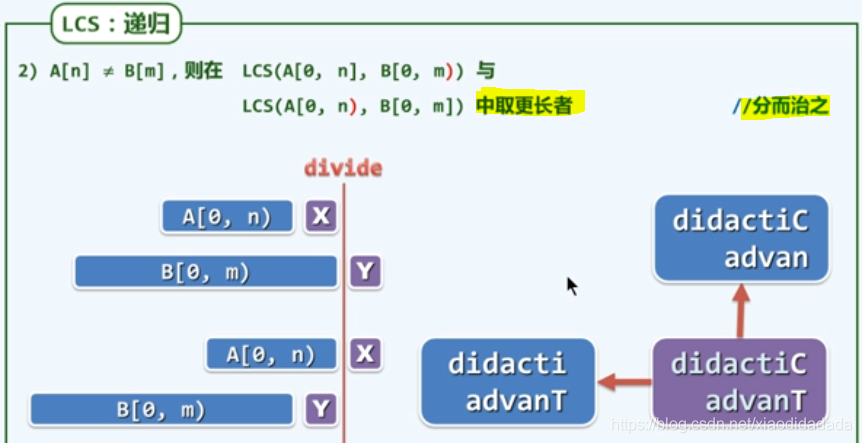 LCS：递归
2) A[n] ≠ B[m]，则在 LCS(A[0, n], B[0, m)) 与
LCS(A[0, n), B[0, m]) 中取更长者 //分而治之
divide
A[0, n) X
B[0, m) Y
A[0, n) X
B[0, m) Y
didactiC
advan
didacti
advanT
didactiC
advanT
https://blog.csdn.net/xiaodidadada